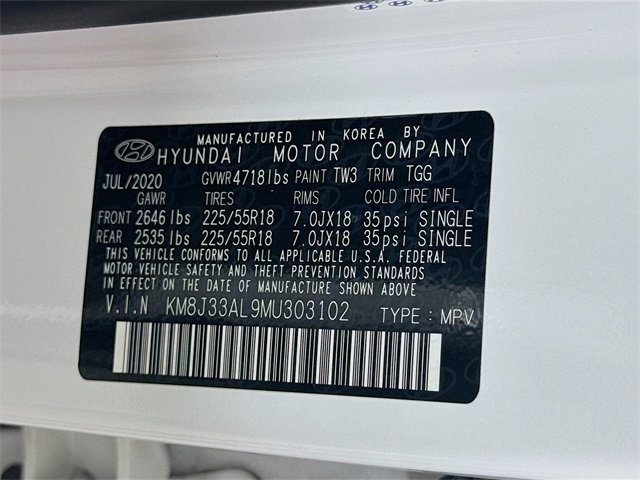 MANUFACTURED IN KOREA BY
HYUNDAI MOTOR COMPANY
JUL/2020 GVWR4718lbs PAINT TW3 TRIM TGG
GAWR TIRES RIMS COLD TIRE INFL
FRONT 2646 lbs 225/55R18 7.0JX18 35psi SINGLE
REAR 2535 lbs 225/55R18 7.0JX18 35psi SINGLE
THIS VEHICLE CONFORMS TO ALL APPLICABLE U.S.A. FEDERAL
MOTOR VEHICLE SAFETY AND THEFT PREVENTION STANDARDS
IN EFFECT ON THE DATE OF MANUFACTURE SHOWN ABOVE
V.I.N KM8J33AL9MU303102 TYPE : MPV